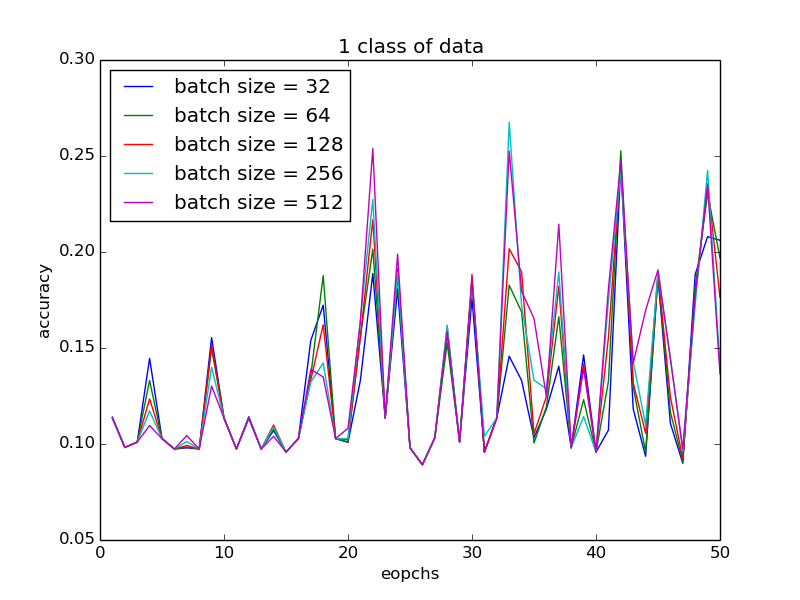 1 class of data
0.30
0.25
0.20
0.15
0.10
0.05
accuracy
batch size = 32
batch size = 64
batch size = 128
batch size = 256
batch size = 512
0 10 20 30 40 50
eopchs